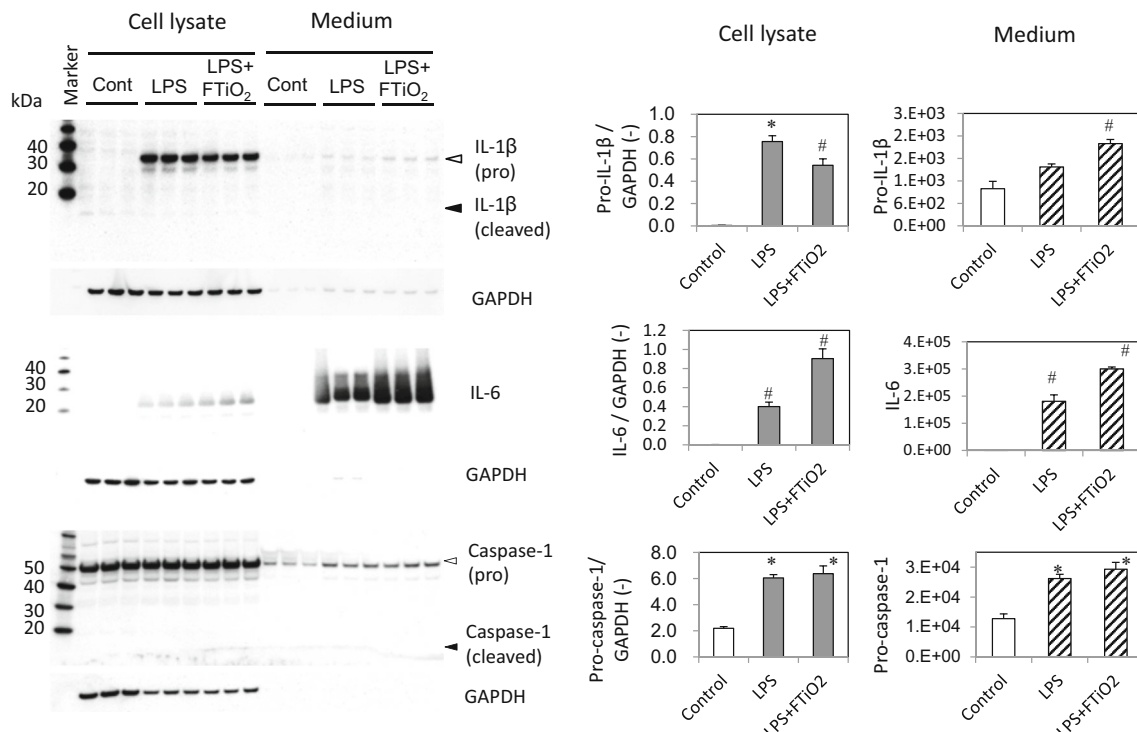 Cell lysate Medium
Marker
Cont LPS LPS+ FTiO2 Cont LPS LPS+ FTiO2
kDa
40
30
20
IL-1β
(pro)
IL-1β
(cleaved)
GAPDH
40
30
20
IL-6
GAPDH
50
40
30
20
Caspase-1
(pro)
Caspase-1
(cleaved)
GAPDH
Cell lysate
Medium
Pro-IL-1β /
GAPDH (-)
1.0
0.8
0.6
0.4
0.2
0.0
*
#
Control
LPS
LPS+FTiO2
Pro-IL-1β
2.E+03
2.E+03
1.E+03
1.E+03
6.E+02
0.E+00
#
Control
LPS
LPS+FTiO2
IL-6 / GAPDH (-)
1.2
1.0
0.8
0.6
0.4
0.2
0.0
#
#
Control
LPS
LPS+FTiO2
IL-6
4.E+05
3.E+05
2.E+05
1.E+05
0.E+00
#
#
Control
LPS
LPS+FTiO2
Pro-caspase-1/
GAPDH (-)
8.0
6.0
4.0
2.0
0.0
*
*
Control
LPS
LPS+FTiO2
Pro-caspase-1
3.E+04
2.E+04
1.E+04
0.E+00
*
*
Control
LPS
LPS+FTiO2